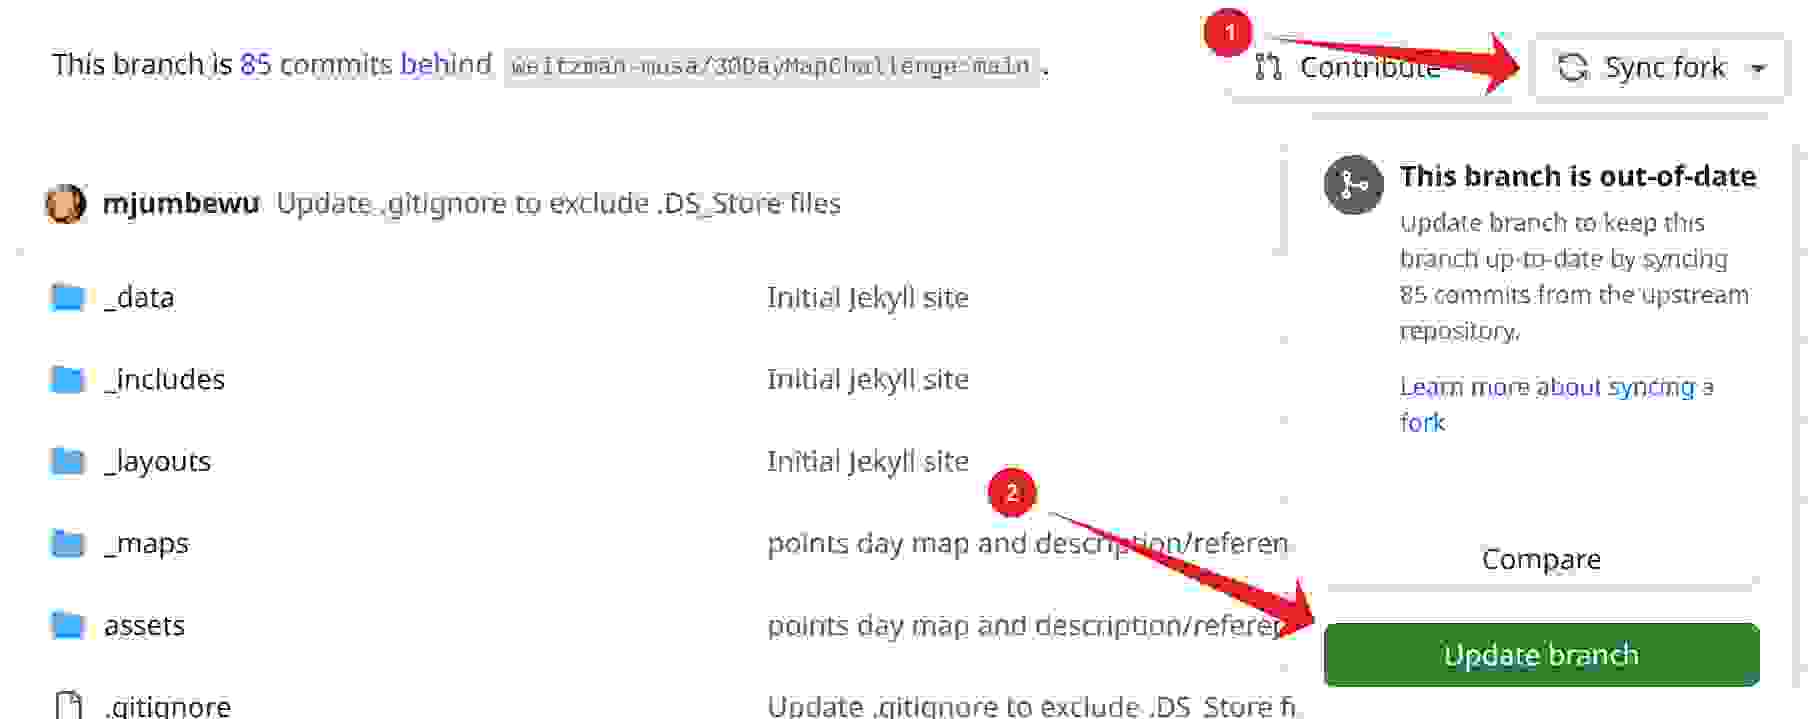 This branch is 85 commits behind weitzman-musa/30DayMapChallenge:main .
1
Contribute
Sync fork
mjumbewu Update .gitignore to exclude .DS_Store files
This branch is out-of-date
Update branch to keep this
branch up-to-date by syncing
85 commits from the upstream
repository.
Learn more about syncing a
fork
_data Initial Jekyll site
_includes Initial Jekyll site
_layouts Initial Jekyll site
2
_maps points day map and description/referen
assets points day map and description/referen
.gitignore Update .gitignore to exclude .DS_Store fi
Compare
Update branch